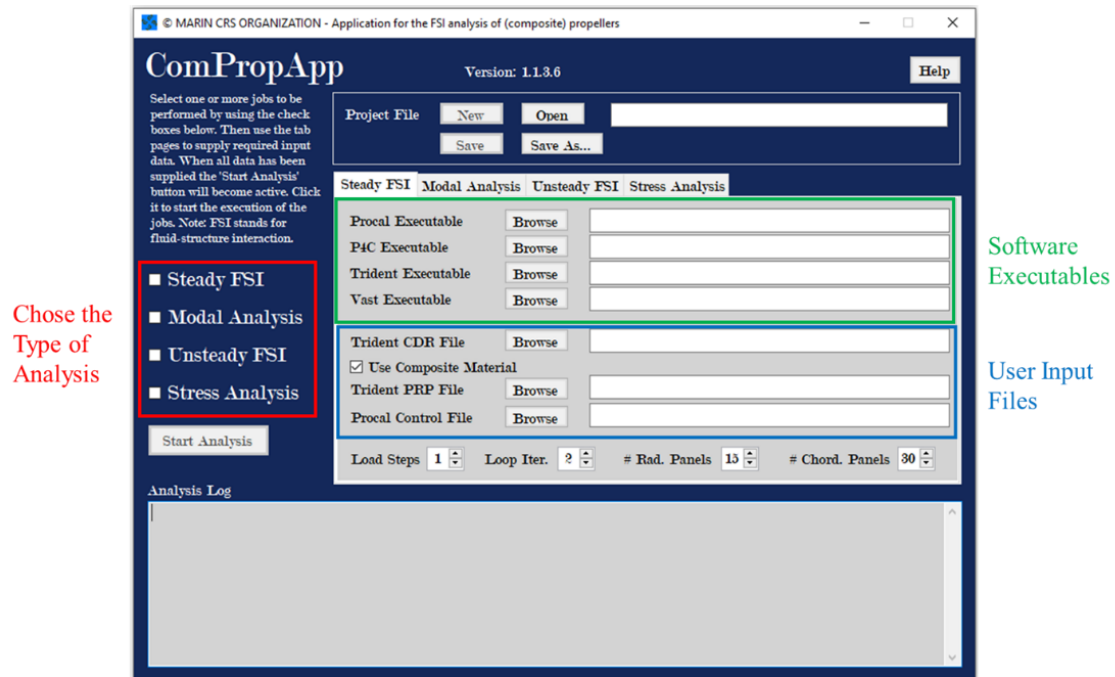 © MARIN CRS ORGANIZATION - Application for the FSI analysis of (composite) propellers
ComPropApp
Version: 1.1.3.6
Help
Select one or more jobs to be
performed by using the check
boxes below. Then use the tab
pages to supply required input
data. When all data has been
supplied the 'Start Analysis'
button will become active. Click
it to start the execution of the
jobs. Note: FSI stands for
fluid-structure interaction.
Project File New Open
Save Save As...
Steady FSI Modal Analysis Unsteady FSI Stress Analysis
Procal Executable Browse
P4C Executable Browse
Trident Executable Browse
Vast Executable Browse
Software
Executables
Chose the
Type of
Analysis
Steady FSI
Modal Analysis
Unsteady FSI
Stress Analysis
Trident CDR File Browse
Use Composite Material
Trident PRP File Browse
Procal Control File Browse
User Input
Files
Start Analysis
Load Steps 1 Loop Iter. 2 # Rad. Panels 15 # Chord. Panels 30
Analysis Log